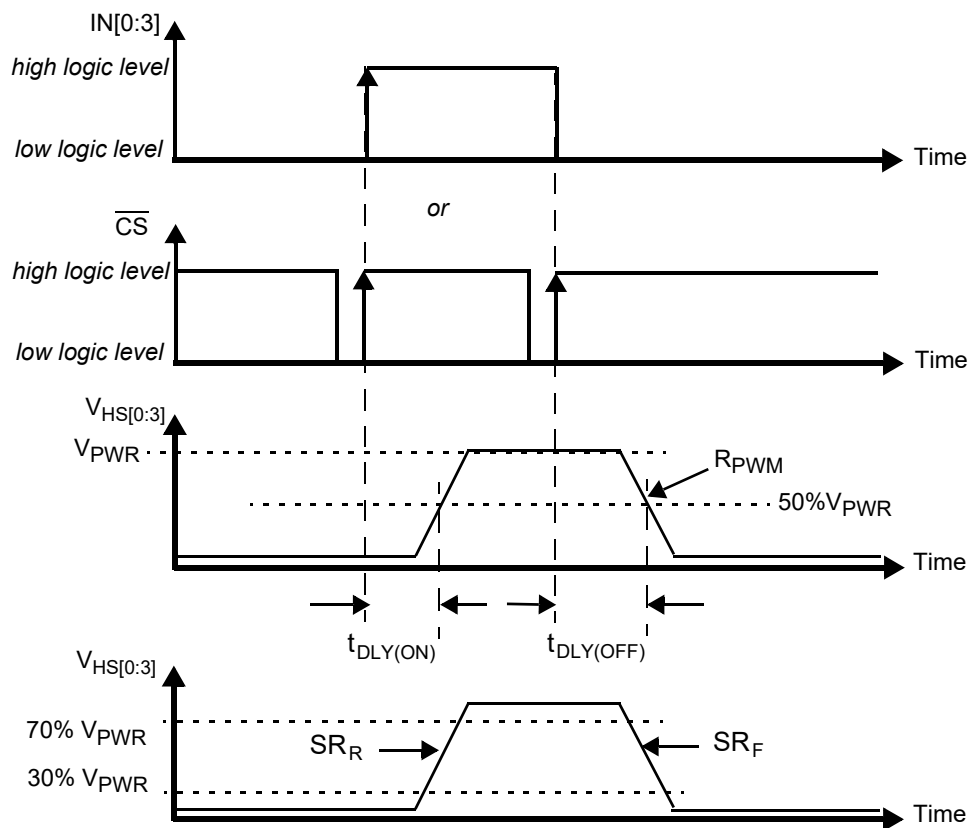 IN[0:3]
high logic level
low logic level
Time
or
CS
high logic level
low logic level
Time
VHS[0:3]
VPWR
RPWM
50%VPWR
Time
tDLY(ON)
tDLY(OFF)
VHS[0:3]
70% VPWR
SRR
SRF
30% VPWR
Time